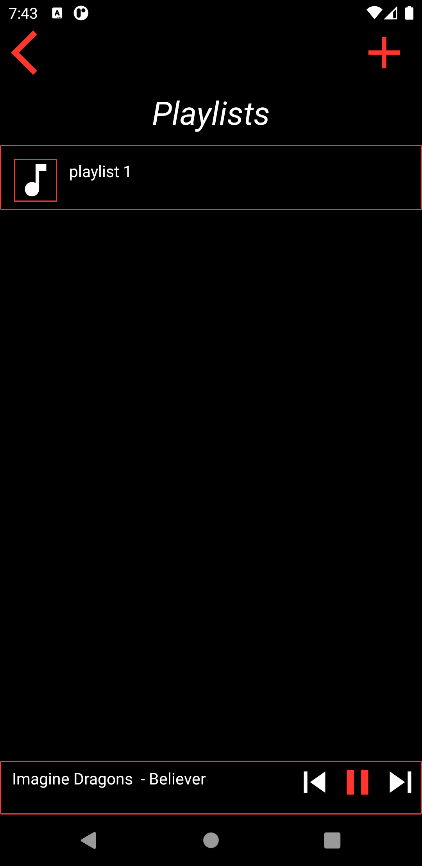 7:43
Playlists
playlist 1
Imagine Dragons  - Believer